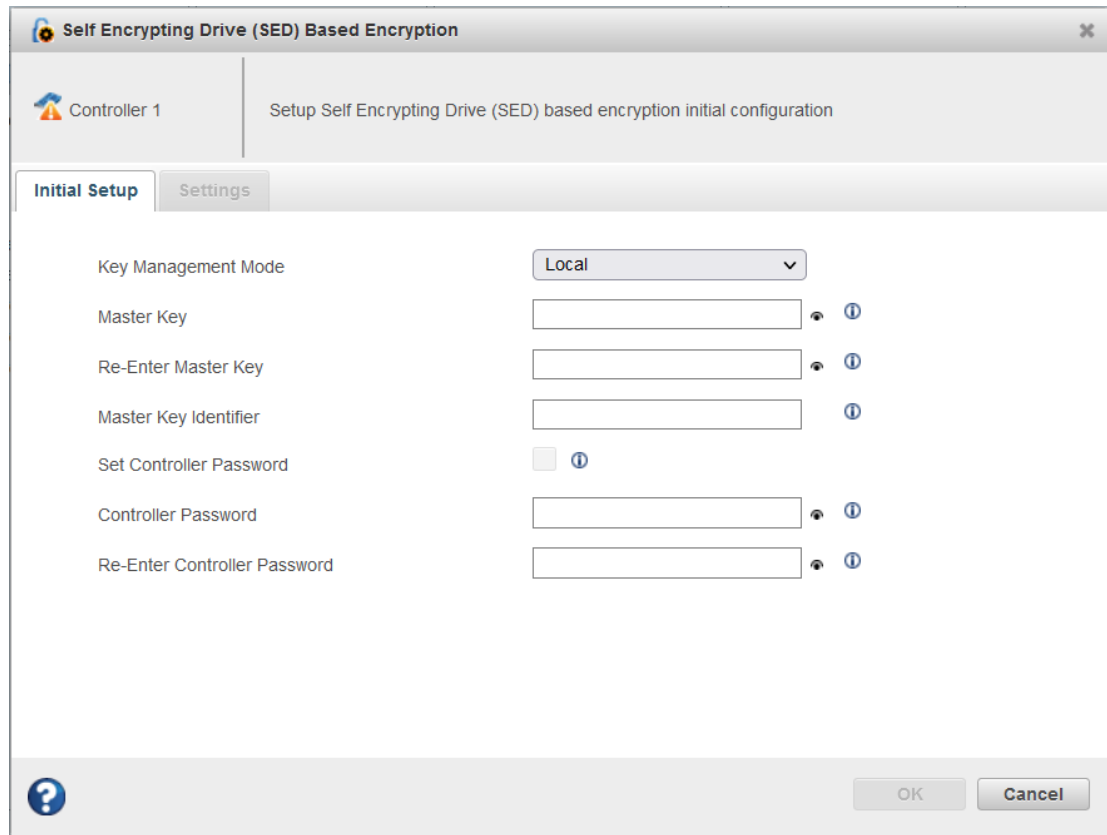 Self Encrypting Drive (SED) Based Encryption
Controller 1
Setup Self Encrypting Drive (SED) based encryption initial configuration
Initial Setup Settings
Key Management Mode Local
Master Key
Re-Enter Master Key
Master Key Identifier
Set Controller Password
Controller Password
Re-Enter Controller Password
OK Cancel